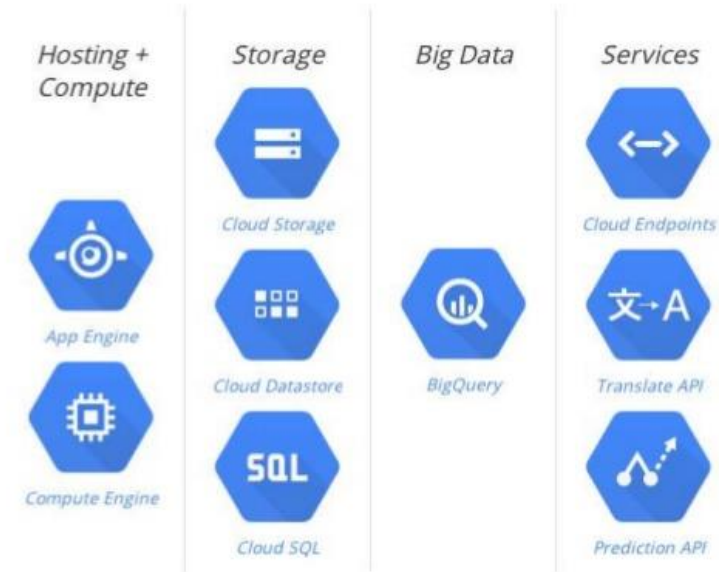 Hosting +
Compute
App Engine
Compute Engine
Storage
Cloud Storage
Cloud Datastore
SQL
Cloud SQL
Big Data
BigQuery
Services
Cloud Endpoints
文→A
Translate API
Prediction API